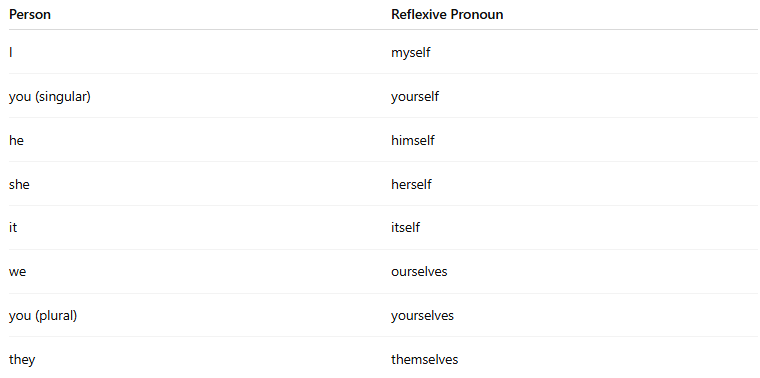 Person Reflexive Pronoun
I myself
you (singular) yourself
he himself
she herself
it itself
we ourselves
you (plural) yourselves
they themselves